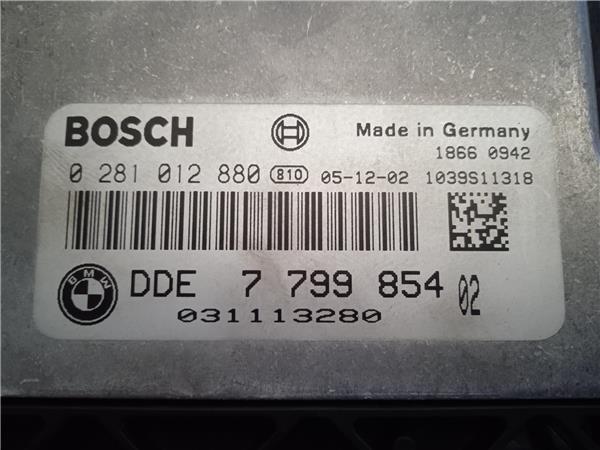 BOSCH
Made in Germany
1866 0942
0 281 012 880 810 05-12-02 1039S11318
BMW
DDE 7 799 854 02
031113280